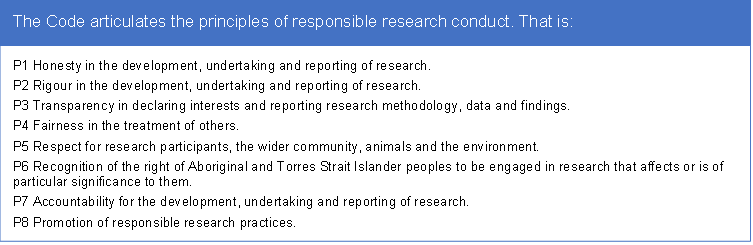 The Code articulates the principles of responsible research conduct. That is:
P1 Honesty in the development, undertaking and reporting of research.
P2 Rigour in the development, undertaking and reporting of research.
P3 Transparency in declaring interests and reporting research methodology, data and findings.
P4 Fairness in the treatment of others.
P5 Respect for research participants, the wider community, animals and the environment.
P6 Recognition of the right of Aboriginal and Torres Strait Islander peoples to be engaged in research that affects or is of
particular significance to them.
P7 Accountability for the development, undertaking and reporting of research.
P8 Promotion of responsible research practices.